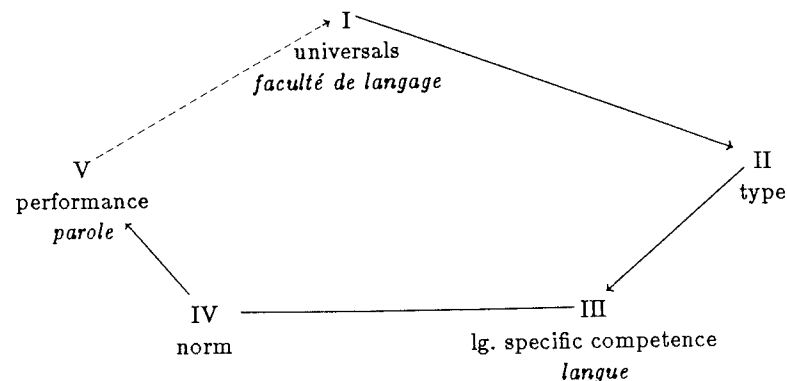 I
universals
faculté de langage
II
type
V
performance
parole
IV
norm
III
lg. specific competence
langue